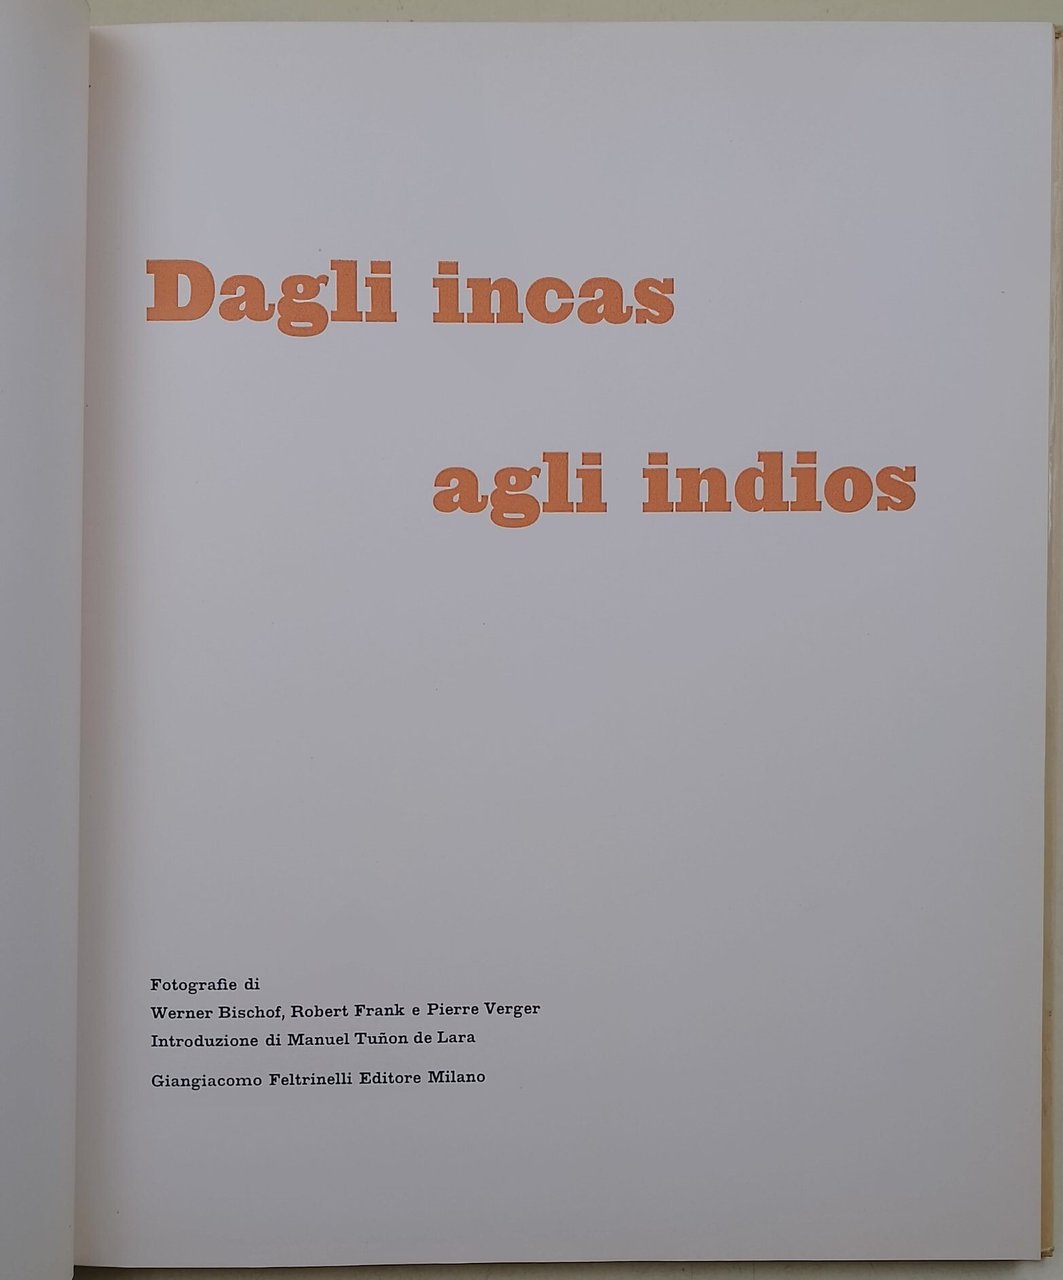 Dagli incas
agli indios
Fotografie di
Werner Bischof, Robert Frank e Pierre Verger
Introduzione di Manuel Tuñon de Lara
Giangiacomo Feltrinelli Editore Milano